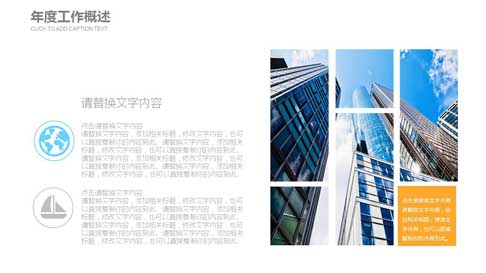 年度工作概述
CLICK TO ADD CAPTION TEXT
请替换文字内容
点击请替换文字内容
请替换文字内容，添加相关标题，修改文字内容，也可
以直接复制你的内容到此。请替换文字内容，添加相关
标题，修改文字内容，也可以直接复制你的内容到此。
请替换文字内容，添加相关标题，修改文字内容，也可
以直接复制你的内容到此。
点击请替换文字内容
请替换文字内容，添加相关标题，修改文字内容，也可
以直接复制你的内容到此。请替换文字内容，添加相关
标题，修改文字内容，也可以直接复制你的内容到此。
请替换文字内容，添加相关标题，修改文字内容，也可
以直接复制你的内容到此。
点击请替换文字内容
请替换文字内容，添
加相关标题，修改文
字内容，也可以直接
复制你的内容到此。